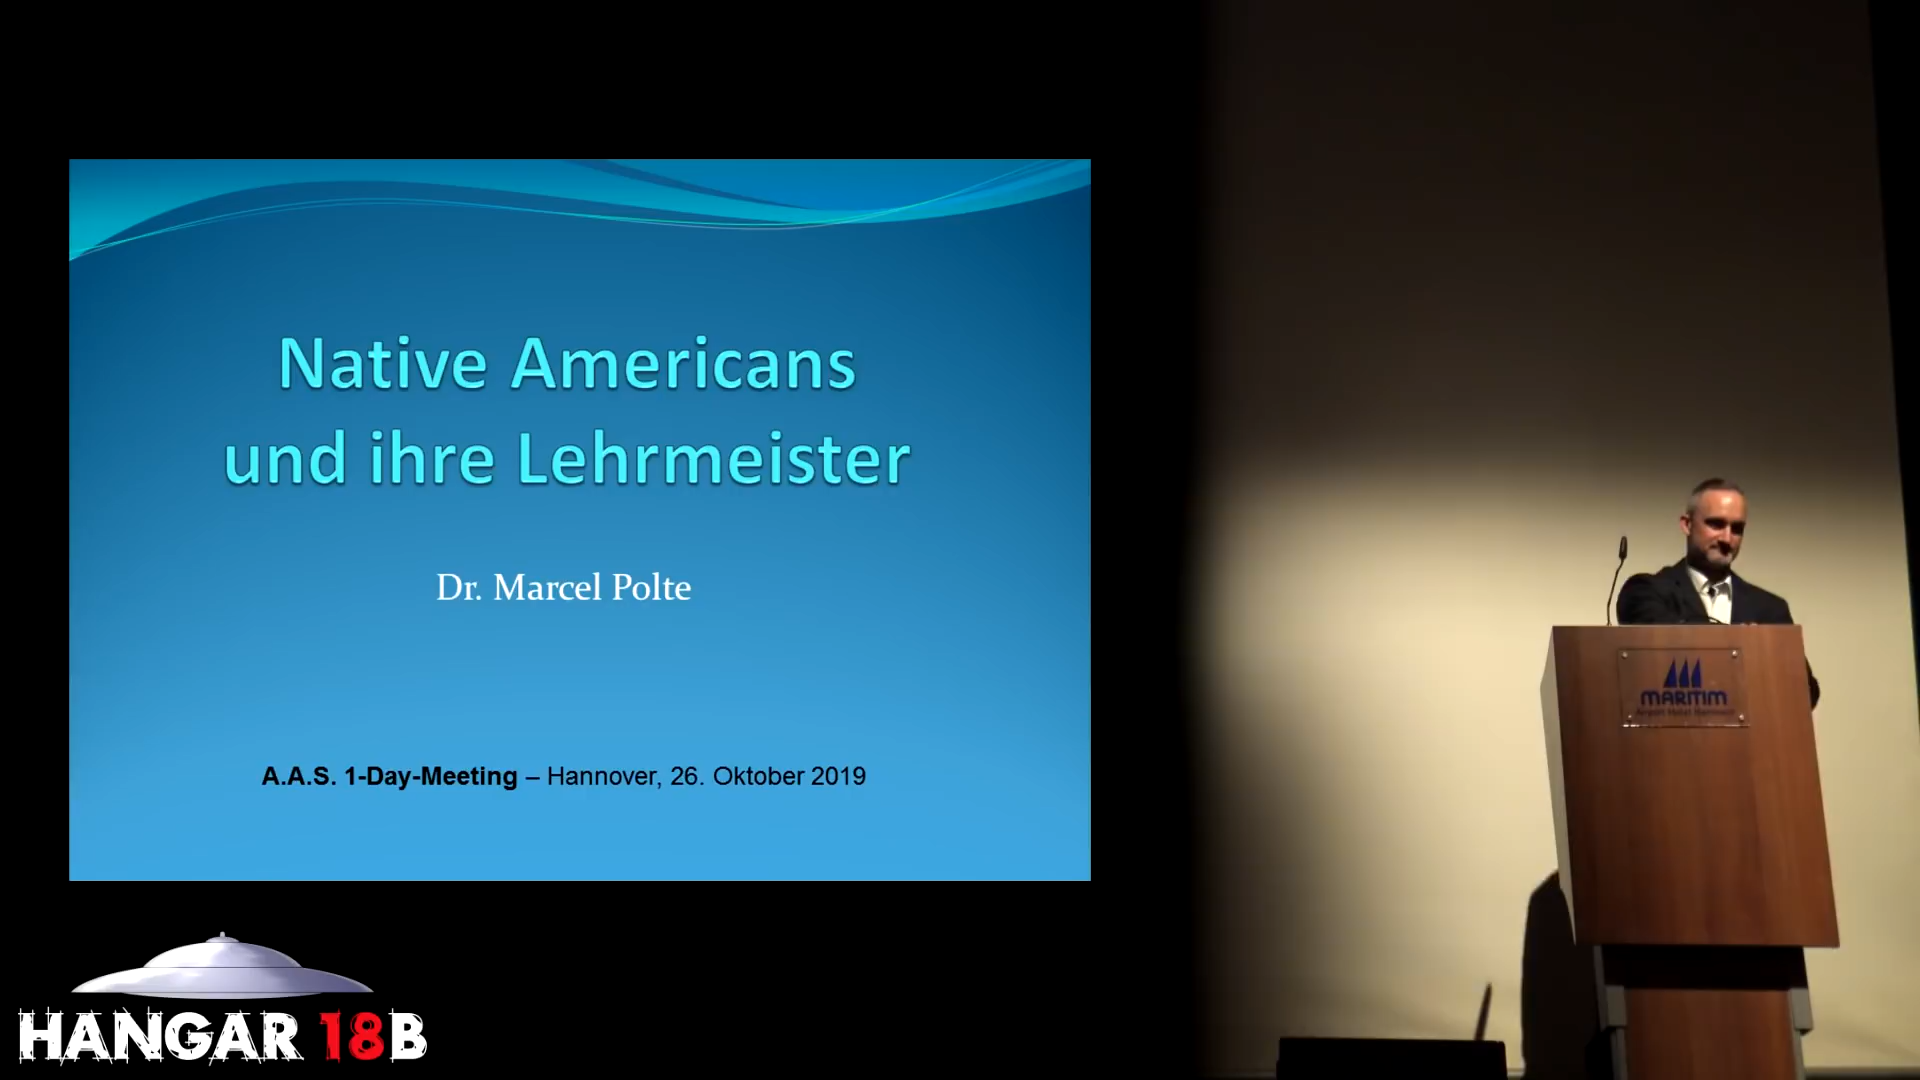 Native Americans
und ihre Lehrmeister
Dr. Marcel Polte
A.A.S. 1-Day-Meeting – Hannover, 26. Oktober 2019
HANGAR 18B
MARITIM